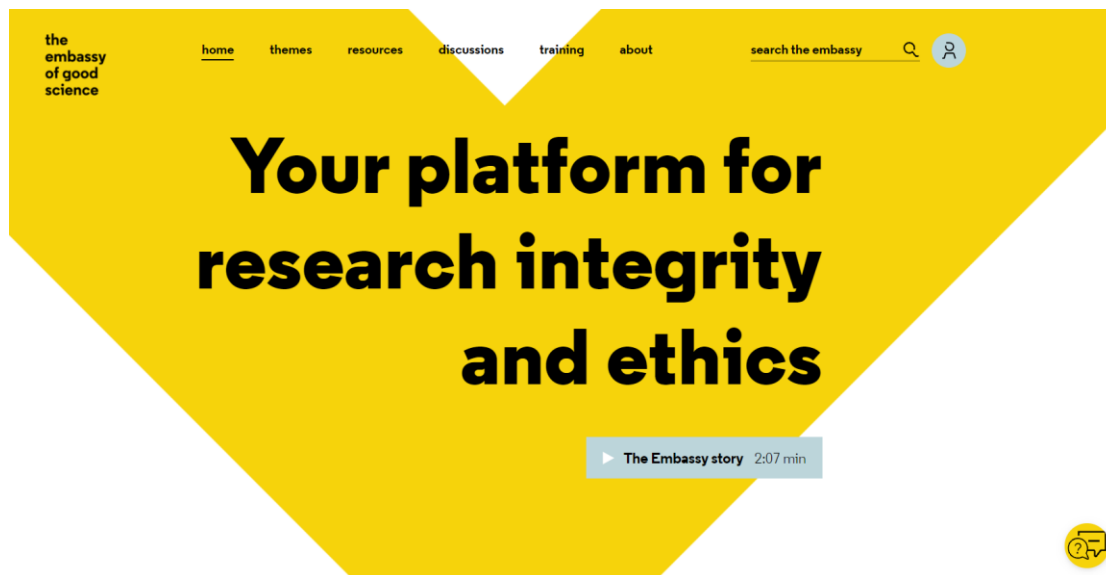 the
embassy
of good
science
home themes resources discussions training about search the embassy
Your platform for
research integrity
and ethics
The Embassy story 2:07 min
?